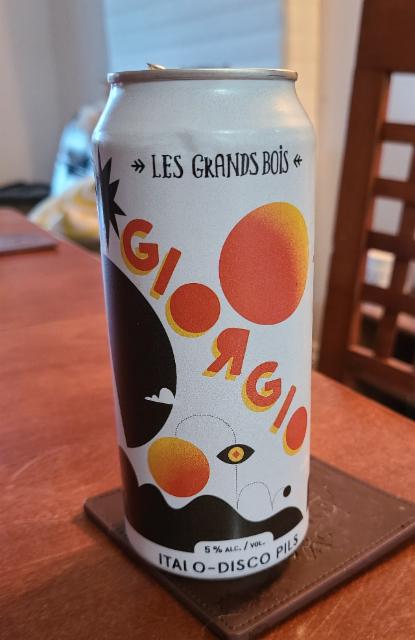 » LES GRANDS BOIS «
GIORGIO
5% ALC. / VOL.
ITALO-DISCO PILS